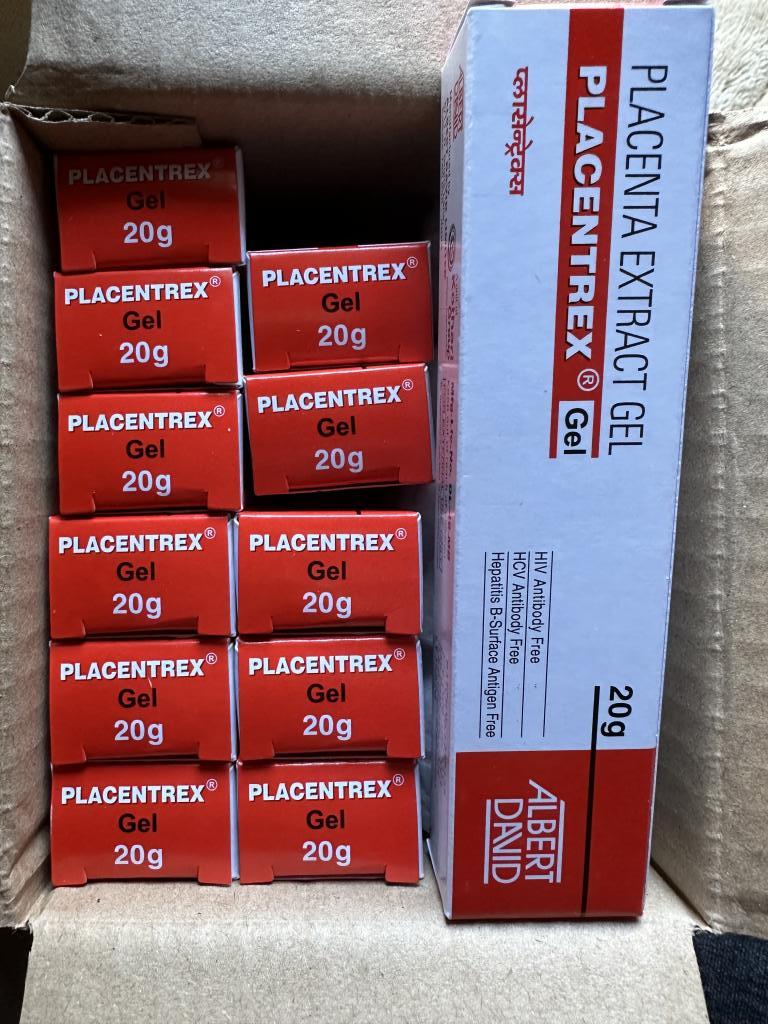 PLACENTREX®
Gel
20g
PLACENTREX®
Gel
20g
PLACENTREX®
Gel
20g
PLACENTREX®
Gel
20g
PLACENTREX®
Gel
20g
PLACENTREX®
Gel
20g
PLACENTREX®
Gel
20g
PLACENTREX®
Gel
20g
PLACENTREX®
Gel
20g
PLACENTREX®
Gel
20g
PLACENTREX®
Gel
20g
PLACENTA EXTRACT GEL
PLACENTREX® Gel
प्लासेन्ट्रेक्स
HIV Antibody Free
HCV Antibody Free
Hepatitis B-Surface Antigen Free
20g
ALBERT
DAVID